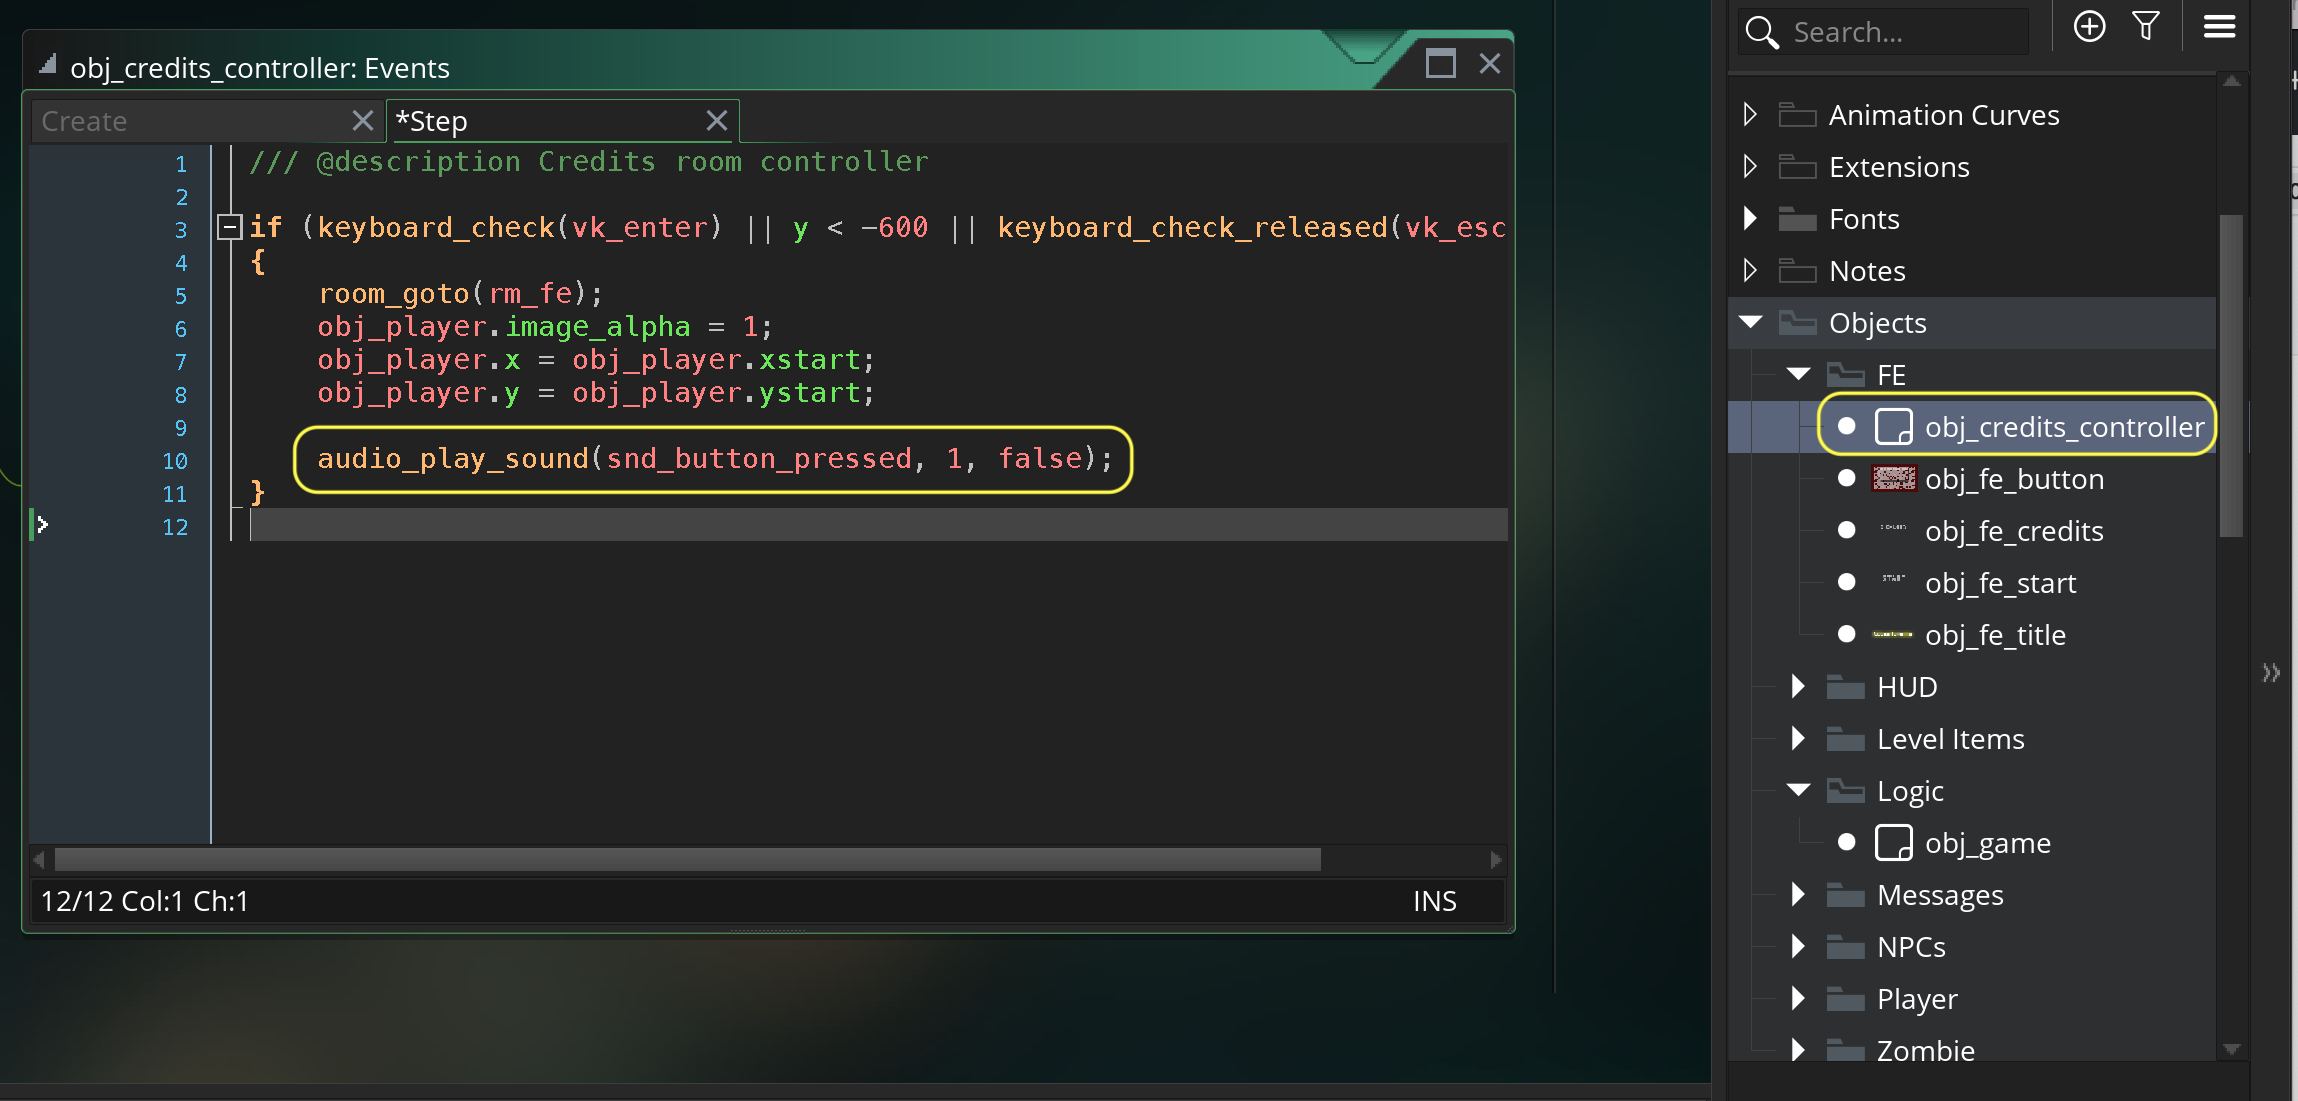 obj_credits_controller: Events
Create
*Step
1 /// @description Credits room controller
2
3 if (keyboard_check(vk_enter) || y < -600 || keyboard_check_released(vk_esc
4 {
5 room_goto(rm_fe);
6 obj_player.image_alpha = 1;
7 obj_player.x = obj_player.xstart;
8 obj_player.y = obj_player.ystart;
9
10 audio_play_sound(snd_button_pressed, 1, false);
11 }
12
12/12 Col:1 Ch:1
INS
Search...
Animation Curves
Extensions
Fonts
Notes
Objects
FE
obj_credits_controller
obj_fe_button
obj_fe_credits
obj_fe_start
obj_fe_title
HUD
Level Items
Logic
obj_game
Messages
NPCs
Player
Zombie